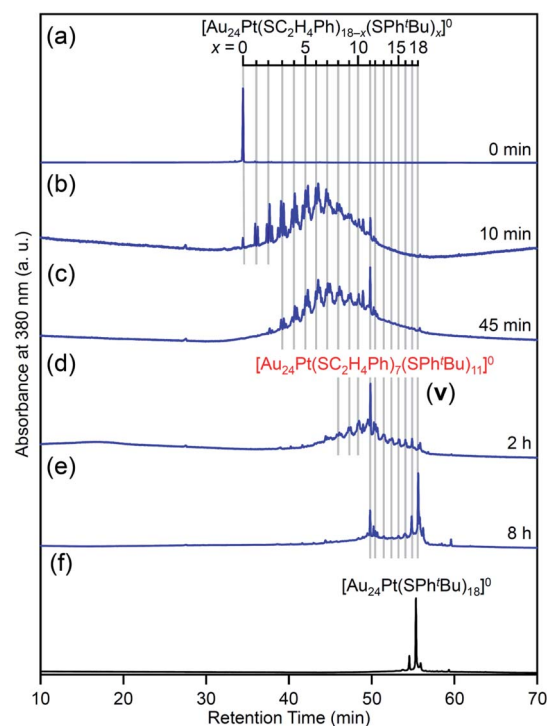 (a)
[Au₂₄Pt(SC₂H₄Ph)₁₈₋ₓ(SPhᵗBu)ₓ]⁰
x = 0 5 10 15 18
0 min
(b)
10 min
(c)
45 min
(d)
[Au₂₄Pt(SC₂H₄Ph)₇(SPhᵗBu)₁₁]⁰
(v)
2 h
(e)
8 h
(f)
[Au₂₄Pt(SPhᵗBu)₁₈]⁰
Absorbance at 380 nm (a. u.)
10 20 30 40 50 60 70
Retention Time (min)